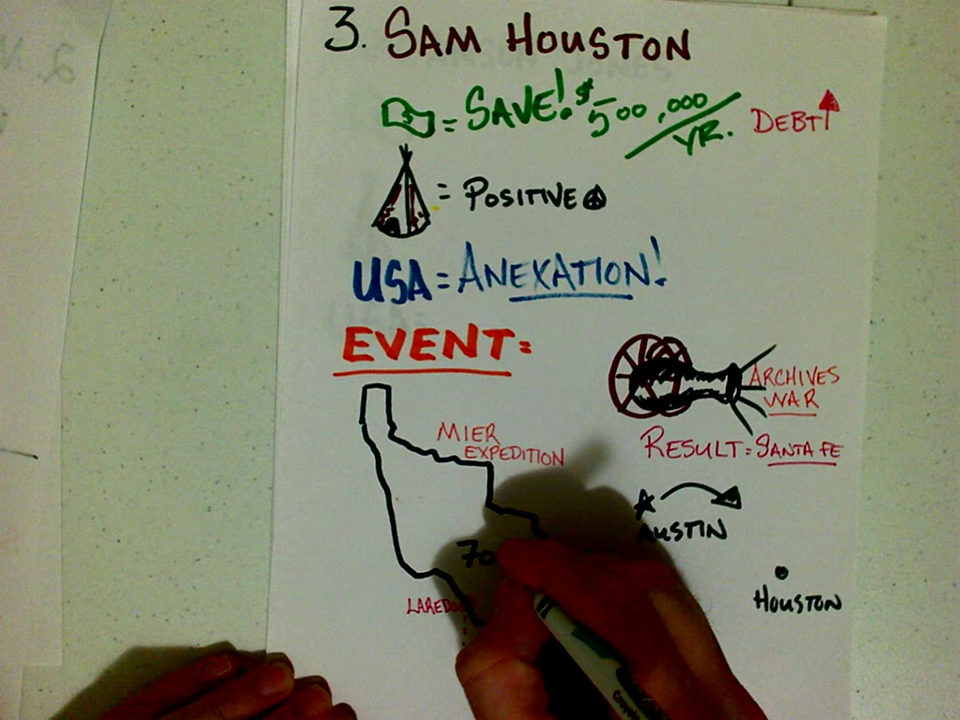 3. SAM HOUSTON
= SAVE! $500,000/YR. DEBT
= POSITIVE
USA = ANEXATION!
EVENT =
ARCHIVES
WAR
MIER
EXPEDITION
RESULT = SANTA FE
AUSTIN
70
HOUSTON
LAREDO